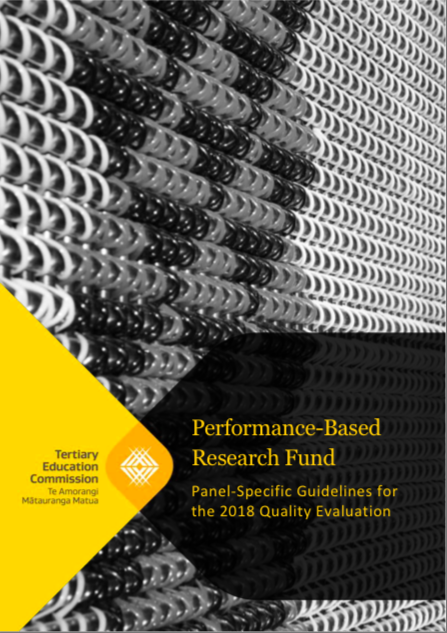 Performance-Based
Research Fund
Panel-Specific Guidelines for
the 2018 Quality Evaluation
Tertiary
Education
Commission
Te Amorangi
Mātauranga Matua